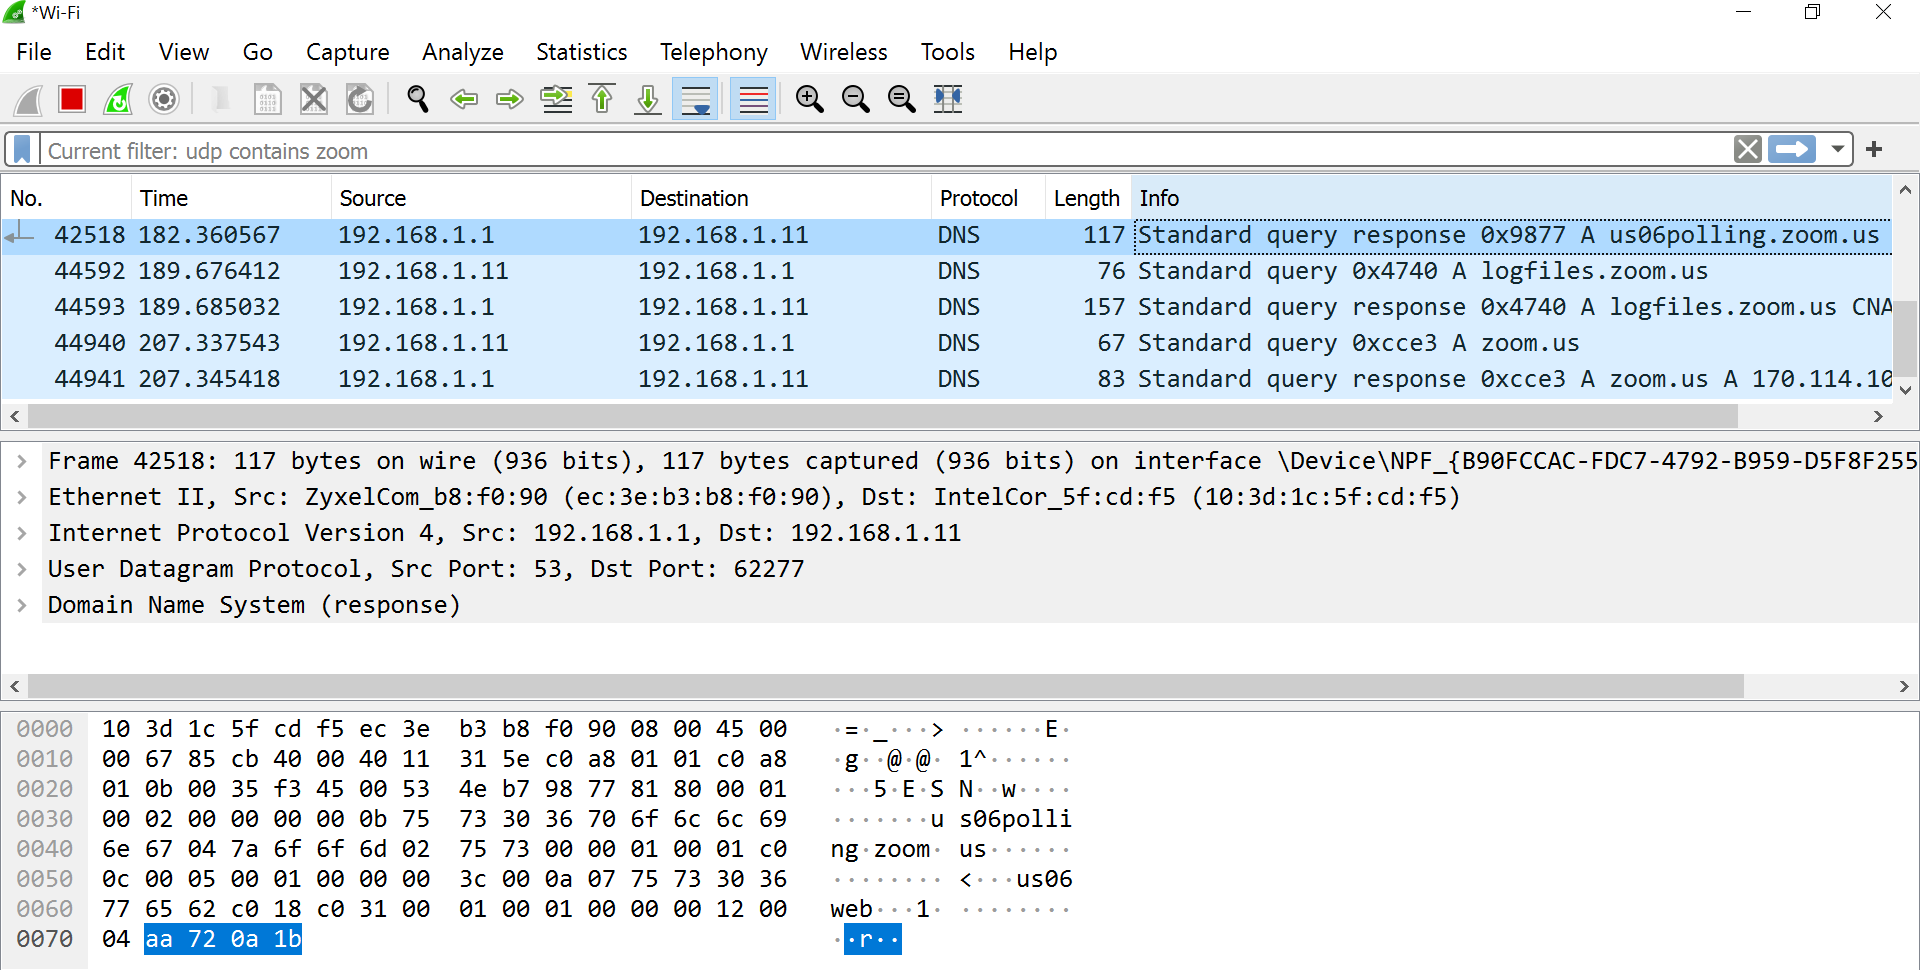 *Wi-Fi
File Edit View Go Capture Analyze Statistics Telephony Wireless Tools Help
Current filter: udp contains zoom
No. Time Source Destination Protocol Length Info
42518 182.360567 192.168.1.1 192.168.1.11 DNS 117 Standard query response 0x9877 A us06polling.zoom.us
44592 189.676412 192.168.1.11 192.168.1.1 DNS 76 Standard query 0x4740 A logfiles.zoom.us
44593 189.685032 192.168.1.1 192.168.1.11 DNS 157 Standard query response 0x4740 A logfiles.zoom.us CNA
44940 207.337543 192.168.1.11 192.168.1.1 DNS 67 Standard query 0xcce3 A zoom.us
44941 207.345418 192.168.1.1 192.168.1.11 DNS 83 Standard query response 0xcce3 A zoom.us A 170.114.10
Frame 42518: 117 bytes on wire (936 bits), 117 bytes captured (936 bits) on interface \Device\NPF_{B90FCCAC-FDC7-4792-B959-D5F8F255
Ethernet II, Src: ZyxelCom_b8:f0:90 (ec:3e:b3:b8:f0:90), Dst: IntelCor_5f:cd:f5 (10:3d:1c:5f:cd:f5)
Internet Protocol Version 4, Src: 192.168.1.1, Dst: 192.168.1.11
User Datagram Protocol, Src Port: 53, Dst Port: 62277
Domain Name System (response)
0000 10 3d 1c 5f cd f5 ec 3e b3 b8 f0 90 08 00 45 00 ·=·_···> ······E·
0010 00 67 85 cb 40 00 40 11 31 5e c0 a8 01 01 c0 a8 ·g··@·@· 1^······
0020 01 0b 00 35 f3 45 00 53 4e b7 98 77 81 80 00 01 ···5·E·S N··w····
0030 00 02 00 00 00 00 0b 75 73 30 36 70 6f 6c 6c 69 ·······u s06polli
0040 6e 67 04 7a 6f 6f 6d 02 75 73 00 00 01 00 01 c0 ng·zoom· us······
0050 0c 00 05 00 01 00 00 00 3c 00 0a 07 75 73 30 36 ········ <···us06
0060 77 65 62 c0 18 c0 31 00 01 00 01 00 00 00 12 00 web···1· ········
0070 04 aa 72 0a 1b ··r··